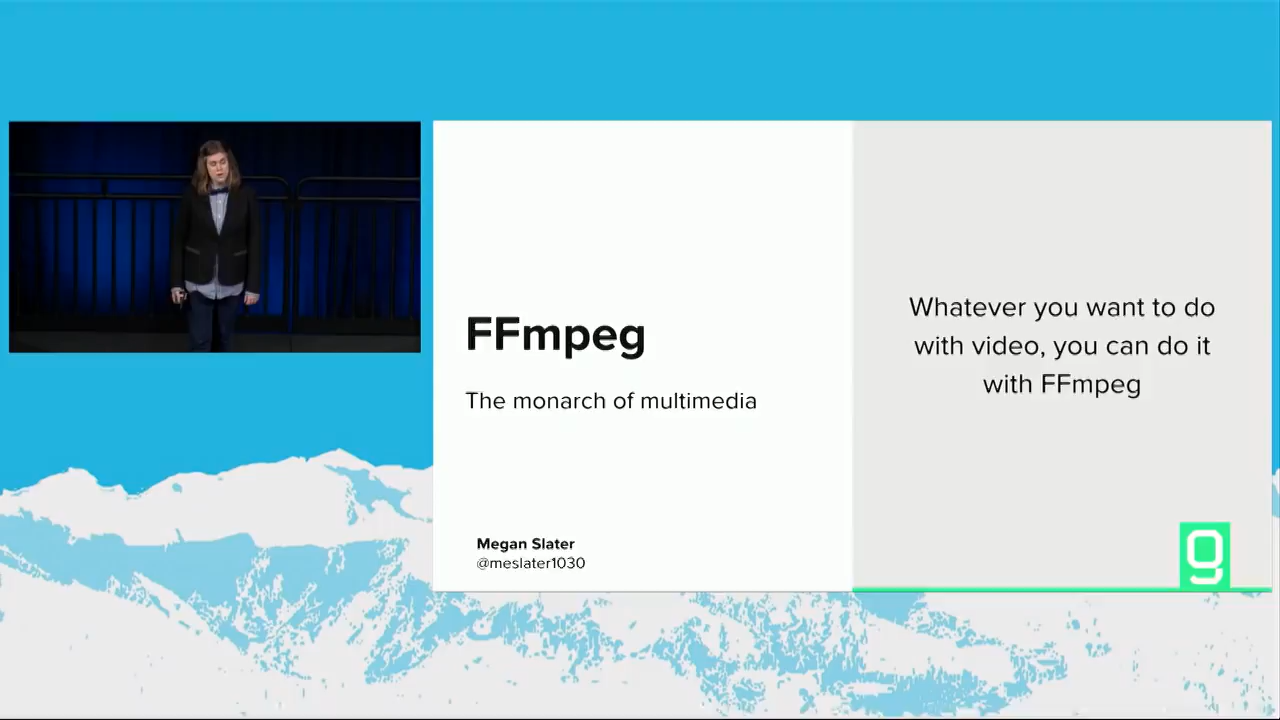 FFmpeg
The monarch of multimedia
Megan Slater
@meslater1030
Whatever you want to do
with video, you can do it
with FFmpeg
g